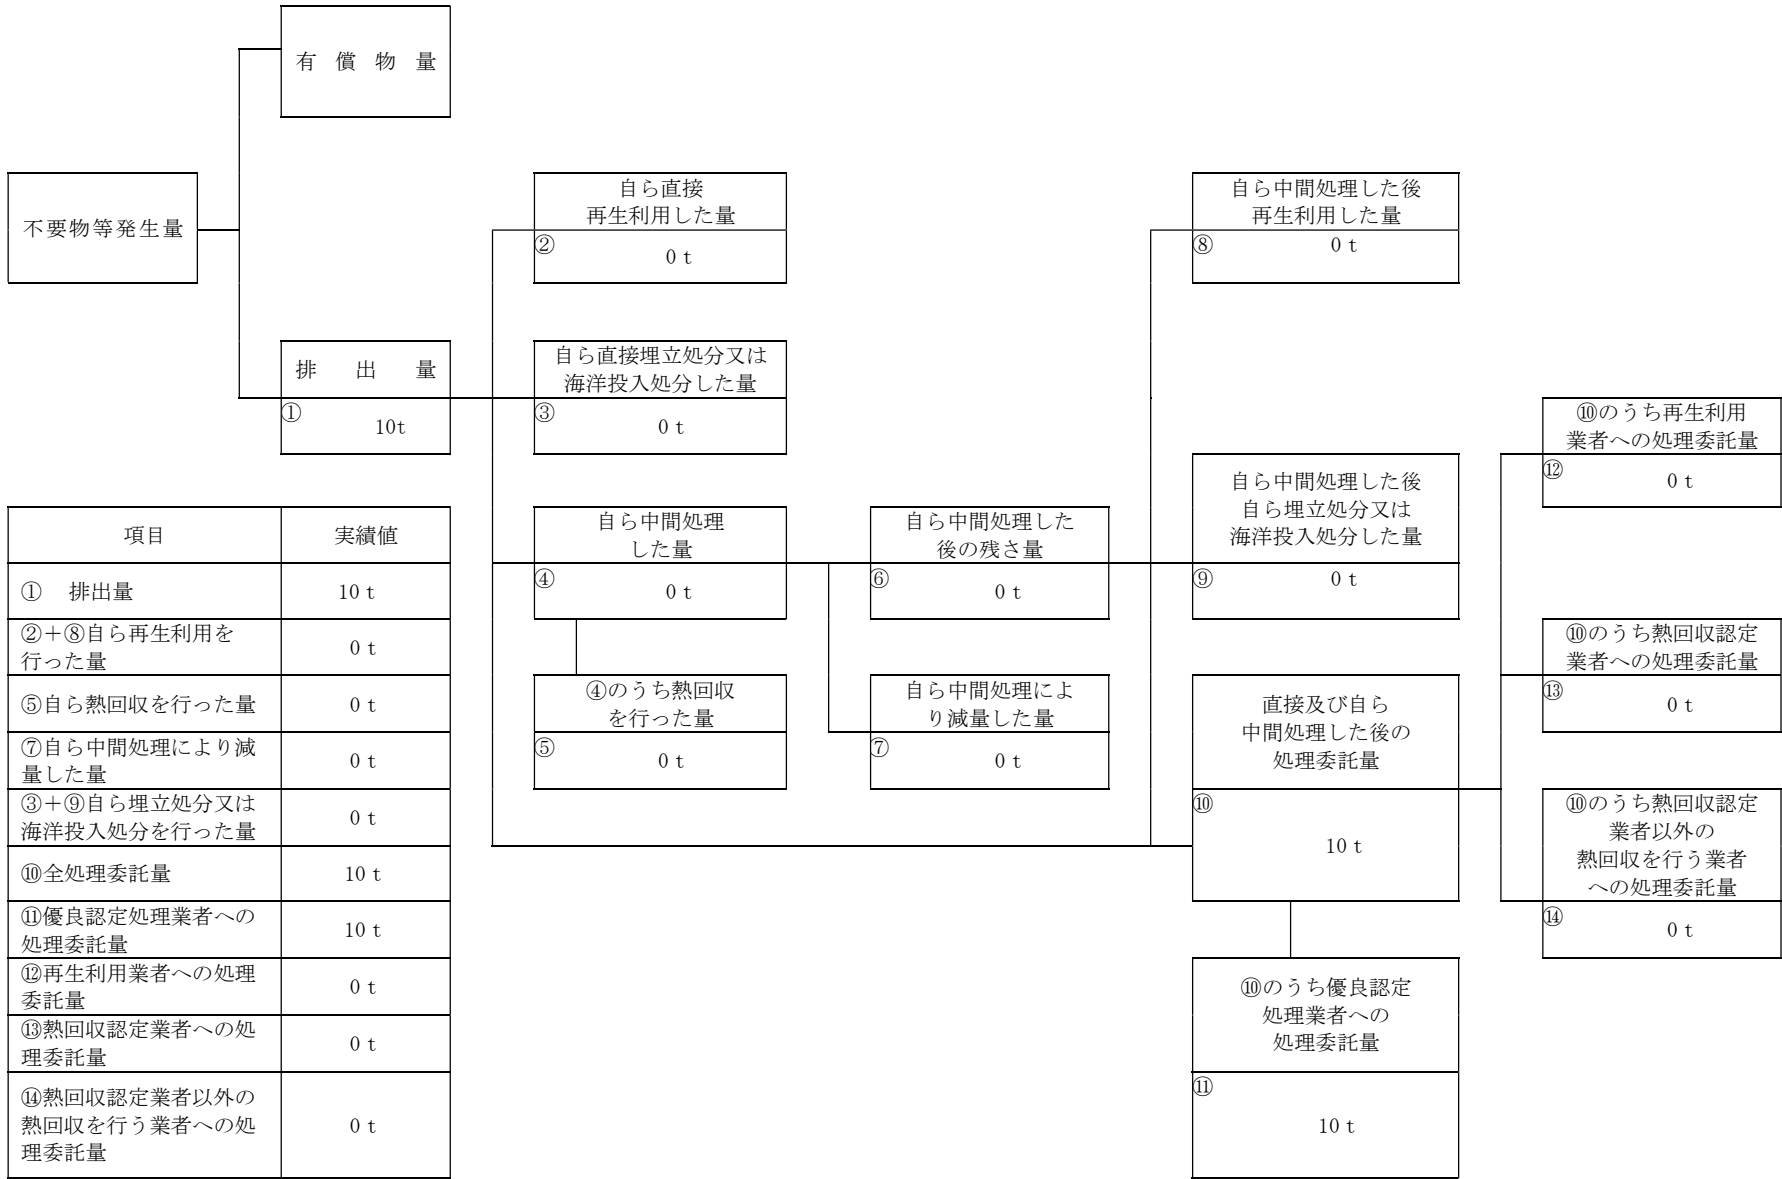 有　償　物　量
不要物等発生量
排　出　量
①
10t
自ら直接
再生利用した量
②
0 t
自ら直接埋立処分又は
海洋投入処分した量
③
0 t
自ら中間処理
した量
④
0 t
④のうち熱回収
を行った量
⑤
0 t
自ら中間処理した
後の残さ量
⑥
0 t
自ら中間処理によ
り減量した量
⑦
0 t
自ら中間処理した後
再生利用した量
⑧
0 t
自ら中間処理した後
自ら埋立処分又は
海洋投入処分した量
⑨
0 t
直接及び自ら
中間処理した後の
処理委託量
⑩
10 t
⑩のうち優良認定
処理業者への
処理委託量
⑪
10 t
⑩のうち再生利用
業者への処理委託量
⑫
0 t
⑩のうち熱回収認定
業者への処理委託量
⑬
0 t
⑩のうち熱回収認定
業者以外の
熱回収を行う業者
への処理委託量
⑭
0 t
項目　実績値
①　排出量　10 t
②＋⑧自ら再生利用を
行った量　0 t
⑤自ら熱回収を行った量　0 t
⑦自ら中間処理により減
量した量　0 t
③＋⑨自ら埋立処分又は
海洋投入処分を行った量　0 t
⑩全処理委託量　10 t
⑪優良認定処理業者への
処理委託量　10 t
⑫再生利用業者への処理
委託量　0 t
⑬熱回収認定業者への処
理委託量　0 t
⑭熱回収認定業者以外の
熱回収を行う業者への処
理委託量　0 t